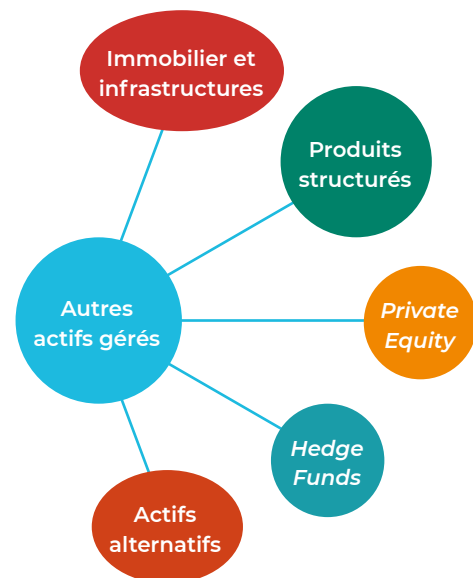 Immobilier et
infrastructures
Produits
structurés
Autres
actifs gérés
Private
Equity
Hedge
Funds
Actifs
alternatifs